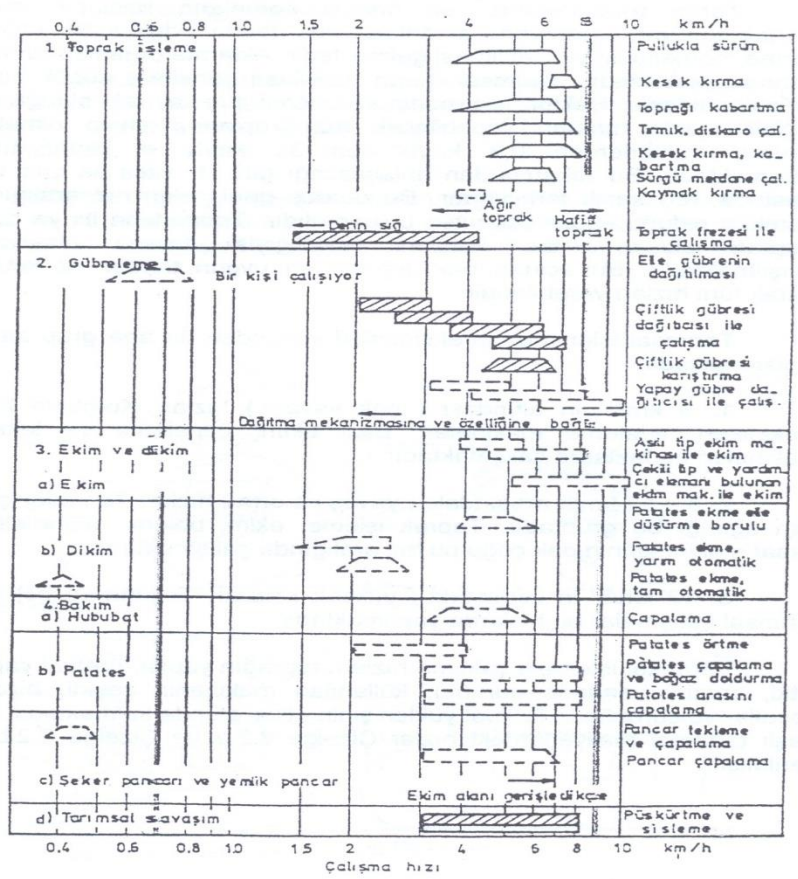 0.4 0.6 0.8 1.0 1.5 2 4 6 8 10 km/h
1. Toprak işleme
Pullukla sürüm
Kesek kırma
Toprağı kabartma
Tırmık, diskaro çal.
Kesek kırma, ka-
bartma
Sürgü merdane çal.
Kaymak kırma
Ağır
toprak
Hafif
toprak
Derin sığ
Toprak frezesi ile
çalışma
2. Gübreleme
Bir kişi çalışıyor
Elle gübrenin
dağıtılması
Çiftlik gübresi
dağıtıcısı ile
çalışma
Çiftlik gübresi
karıştırma
Yapay gübre da-
ğıtıcısı ile çalış.
Dağıtma mekanizmasına ve özelliğine bağlı
3. Ekim ve dikim
a) Ekim
Asılı tip ekim ma-
kinası ile ekim
Çekili tip ve yardım-
cı elemanı bulunan
ekim mak. ile ekim
Patates ekme elle
düşürme borulu
b) Dikim
Patates ekme,
yarım otomatik
Patates ekme,
tam otomatik
4. Bakım
a) Hububat
Çapalama
Patates örtme
b) Patates
Patates çapalama
ve boğaz doldurma
Patates arasını
çapalama
Pancar tekleme
ve çapalama
Pancar çapalama
c) Şeker pancarı ve yemlik pancar
Ekim alanı genişledikçe
d) Tarımsal savaşım
Püskürtme ve
sisleme
0.4 0.6 0.8 1.0 1.5 2 4 6 8 10 km/h
Çalışma hızı